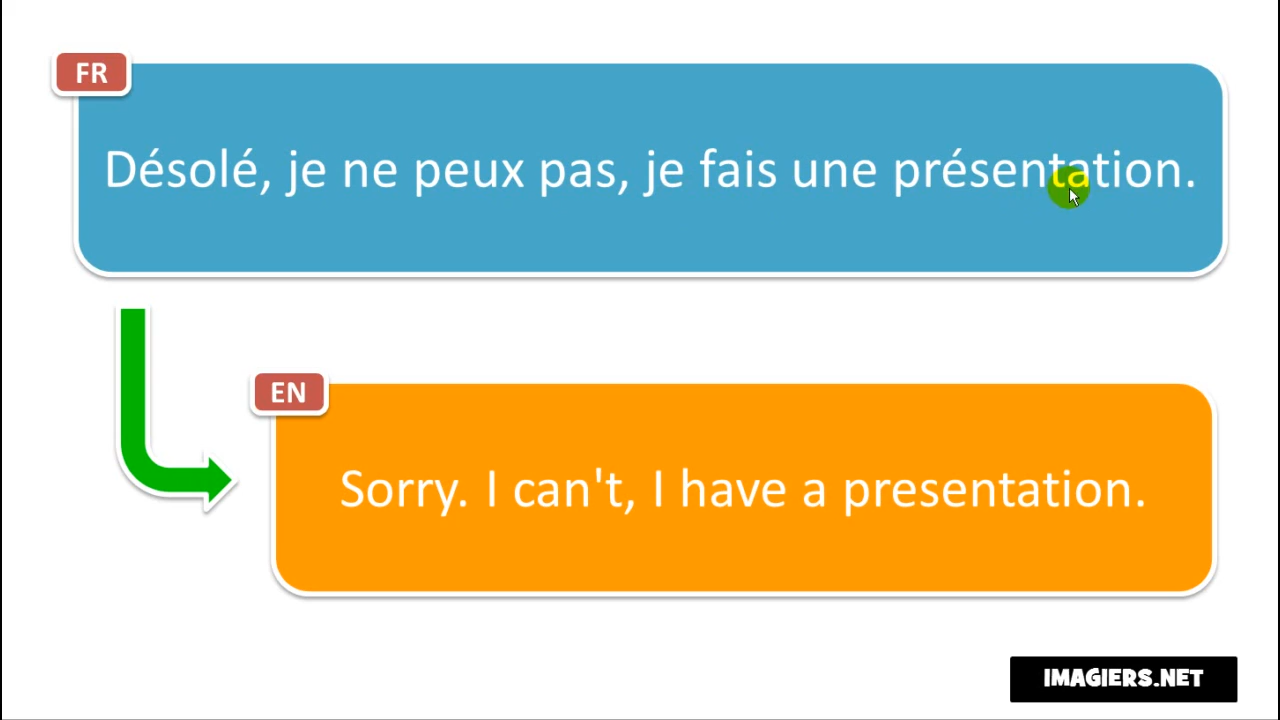 FR
Désolé, je ne peux pas, je fais une présentation.
EN
Sorry. I can't, I have a presentation.
IMAGIERS.NET